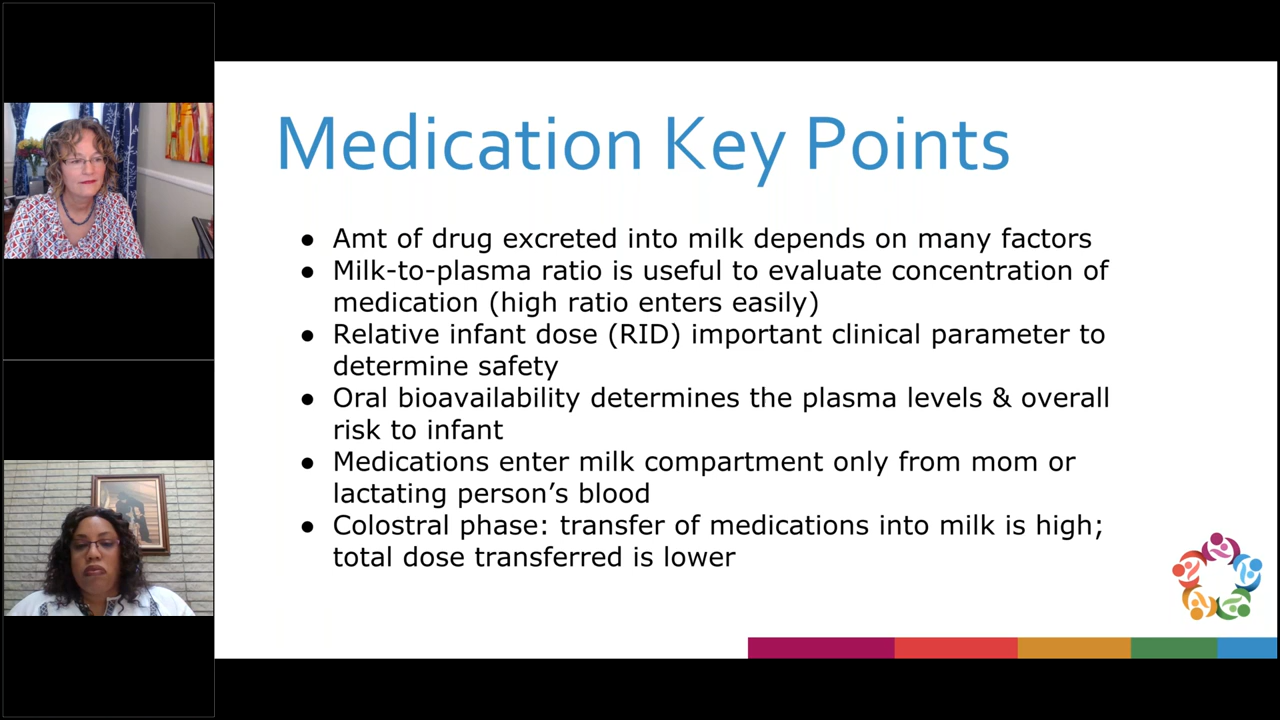 Medication Key Points
● Amt of drug excreted into milk depends on many factors
● Milk-to-plasma ratio is useful to evaluate concentration of
medication (high ratio enters easily)
● Relative infant dose (RID) important clinical parameter to
determine safety
● Oral bioavailability determines the plasma levels & overall
risk to infant
● Medications enter milk compartment only from mom or
lactating person’s blood
● Colostral phase: transfer of medications into milk is high;
total dose transferred is lower